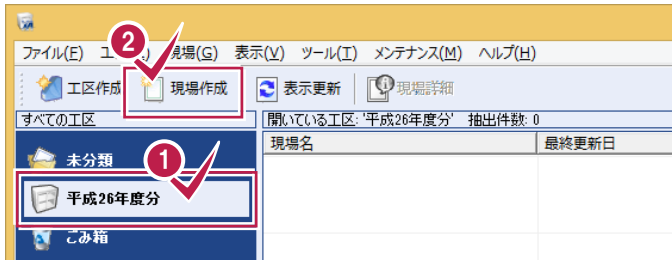 ファイル(F) 現場(G) 表示(V) ツール(T) メンテナンス(M) ヘルプ(H)
2
工区作成 現場作成 表示更新 現場詳細
すべての工区 開いている工区: '平成26年度分' 抽出件数: 0
現場名 最終更新日
未分類
1
平成26年度分
ごみ箱